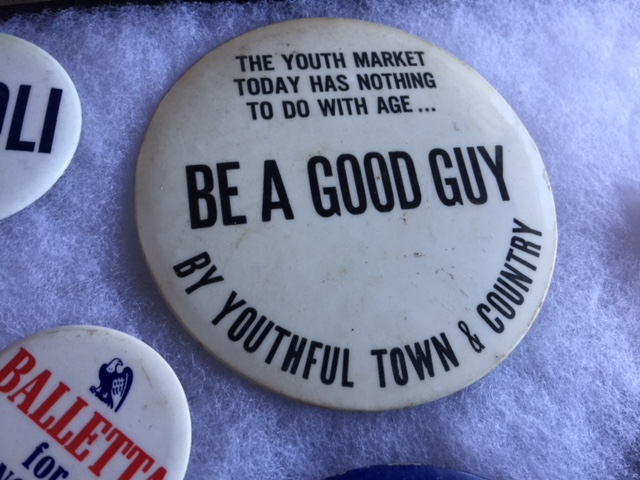 THE YOUTH MARKET
TODAY HAS NOTHING
TO DO WITH AGE...
BE A GOOD GUY
BY YOUTHFUL TOWN & COUNTRY
OLI
BALLETTA
for